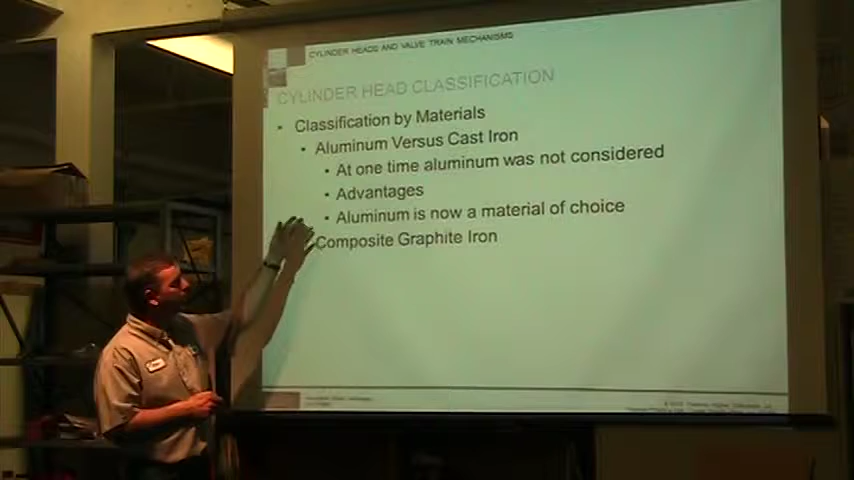 CYLINDER HEADS AND VALVE TRAIN MECHANISMS
CYLINDER HEAD CLASSIFICATION
• Classification by Materials
• Aluminum Versus Cast Iron
• At one time aluminum was not considered
• Advantages
• Aluminum is now a material of choice
Composite Graphite Iron